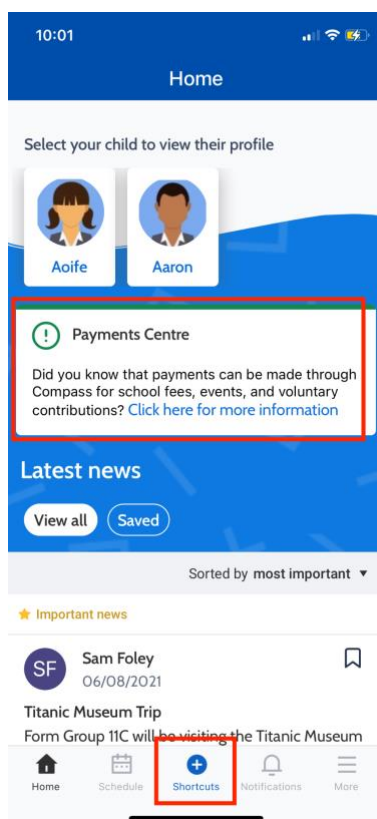 10:01
Home
Select your child to view their profile
Aoife
Aaron
Payments Centre
Did you know that payments can be made through
Compass for school fees, events, and voluntary
contributions? Click here for more information
Latest news
View all
Saved
Sorted by most important
Important news
SF
Sam Foley
06/08/2021
Titanic Museum Trip
Form Group 11C will be visiting the Titanic Museum
Home
Schedule
Shortcuts
Notifications
More